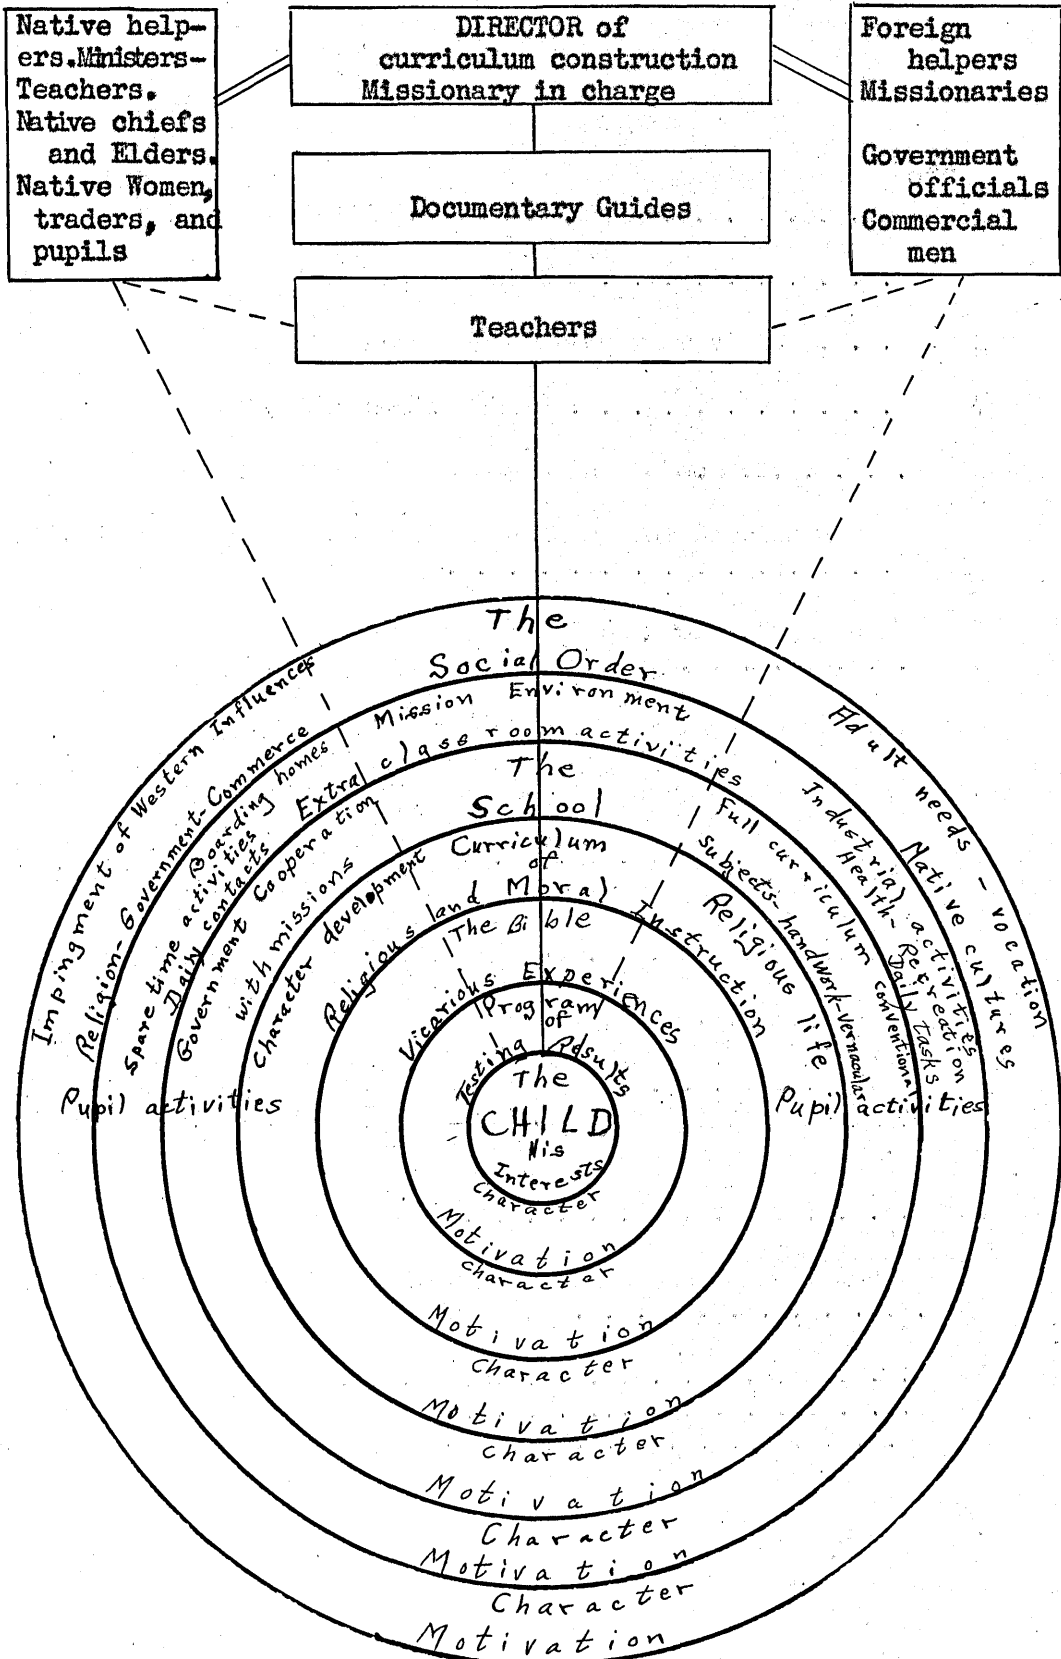 Native help-
ers.Ministers-
Teachers.
Native chiefs
and Elders.
Native Women,
traders, and
pupils
DIRECTOR of
curriculum construction
Missionary in charge
Foreign
helpers
Missionaries
Government
officials
Commercial
men
Documentary Guides
Teachers
The
Social Order
Impingment of Western Influences
Adult needs - vocation
Religion- Government- Commerce
Native cultures
Mission Environment
Boarding homes
Spare time activities
Daily contacts
Extra class room activities
Industrial activities
Health- Recreation
Daily tasks
The
School
Government Cooperation
with missions
Full curriculum
Subjects- handwork- vernacular
conventional
Character development
Curriculum
of
Religious and Moral Instruction
Religious life
The Bible
Vicarious Experiences
Program
of
Testing Results
The
CHILD
His
Interests
Pupil activities
Pupil activities
Character
Motivation
Character
Motivation
Character
Motivation
Character
Motivation
Character
Motivation
Character
Motivation